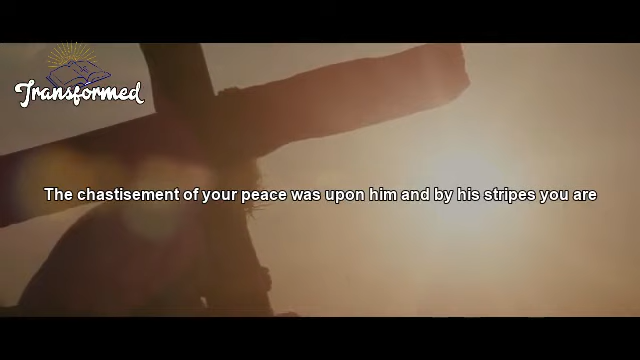 Transformed
The chastisement of your peace was upon him and by his stripes you are